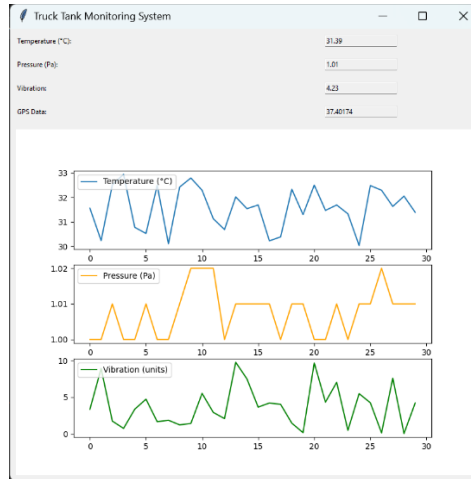 Truck Tank Monitoring System
Temperature (°C): 31.39
Pressure (Pa): 1.01
Vibration: 4.23
GPS Data: 37.40174
33
32
31
30
Temperature (°C)
0 5 10 15 20 25 30
1.02
1.01
1.00
Pressure (Pa)
0 5 10 15 20 25 30
10
5
0
Vibration (units)
0 5 10 15 20 25 30